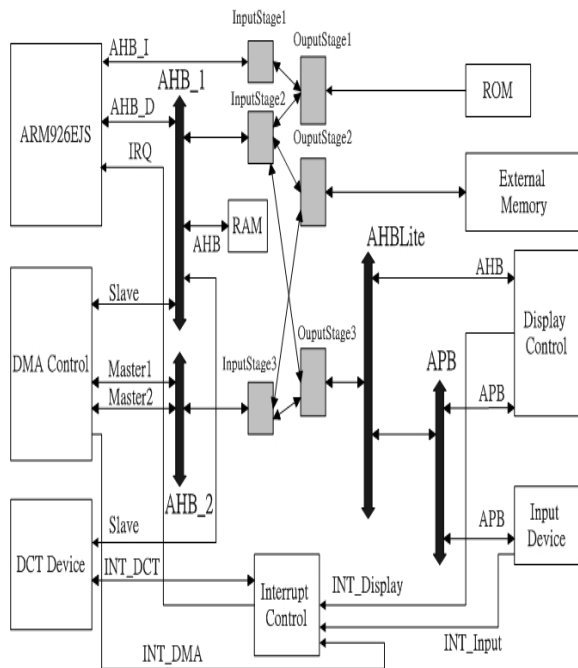 InputStage1
AHB_I
OuputStage1
AHB_1
InputStage2
AHB_D
ROM
ARM926EJS
OuputStage2
IRQ
External
Memory
RAM
AHB
AHBLite
AHB
Slave
Display
Control
OuputStage3
DMA Control
InputStage3
APB
Master1
Master2
APB
AHB_2
Slave
APB
Input
Device
DCT Device
INT_DCT
Interrupt
Control
INT_Display
INT_Input
INT_DMA